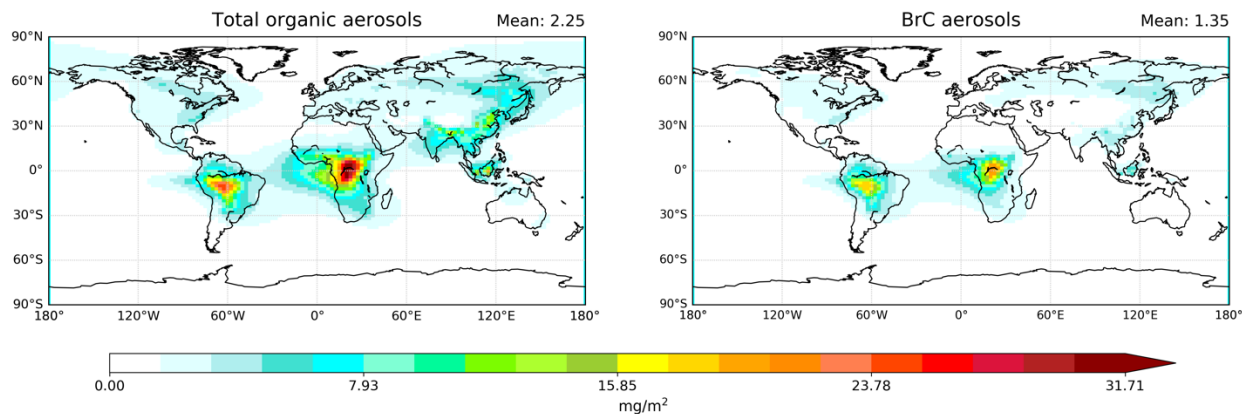 Total organic aerosols Mean: 2.25
90°N
60°N
30°N
0°
30°S
60°S
90°S
180° 120°W 60°W 0° 60°E 120°E 180°
BrC aerosols Mean: 1.35
90°N
60°N
30°N
0°
30°S
60°S
90°S
180° 120°W 60°W 0° 60°E 120°E 180°
0.00 7.93 15.85 23.78 31.71
mg/m²